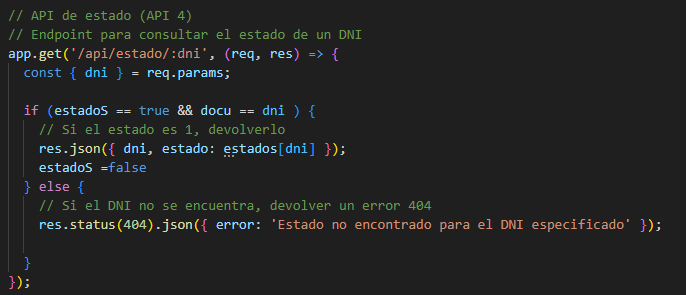 // API de estado (API 4)
// Endpoint para consultar el estado de un DNI
app.get('/api/estado/:dni', (req, res) => {
  const { dni } = req.params;

  if (estadoS == true && docu == dni ) {
    // Si el estado es 1, devolverlo
    res.json({ dni, estado: estados[dni] });
    estadoS =false
  } else {
    // Si el DNI no se encuentra, devolver un error 404
    res.status(404).json({ error: 'Estado no encontrado para el DNI especificado' });

  }
});